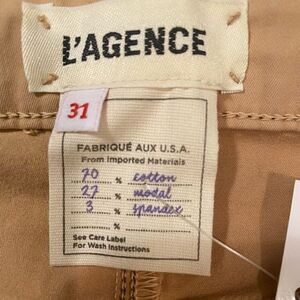 L'AGENCE
31
FABRIQUÉ AUX U.S.A.
From Imported Materials
70 % cotton
27 % modal
3 % spandex
%
See Care Label
For Wash Instructions